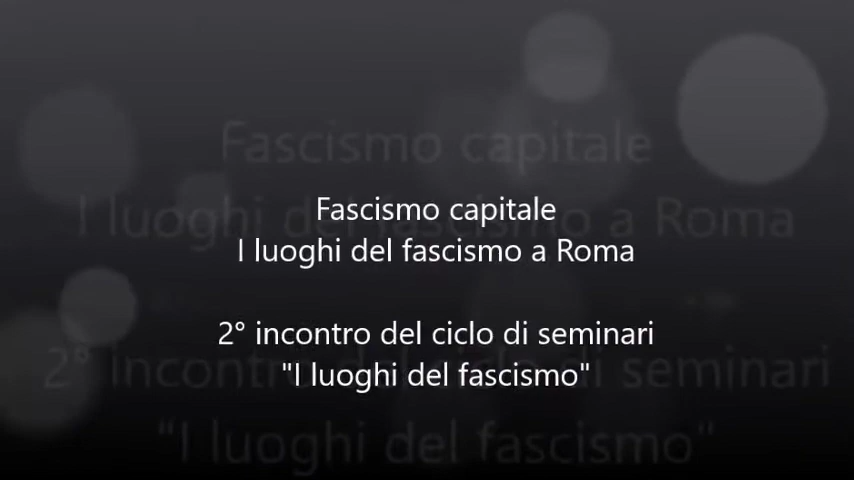 Fascismo capitale
I luoghi del fascismo a Roma
2° incontro del ciclo di seminari
"I luoghi del fascismo"